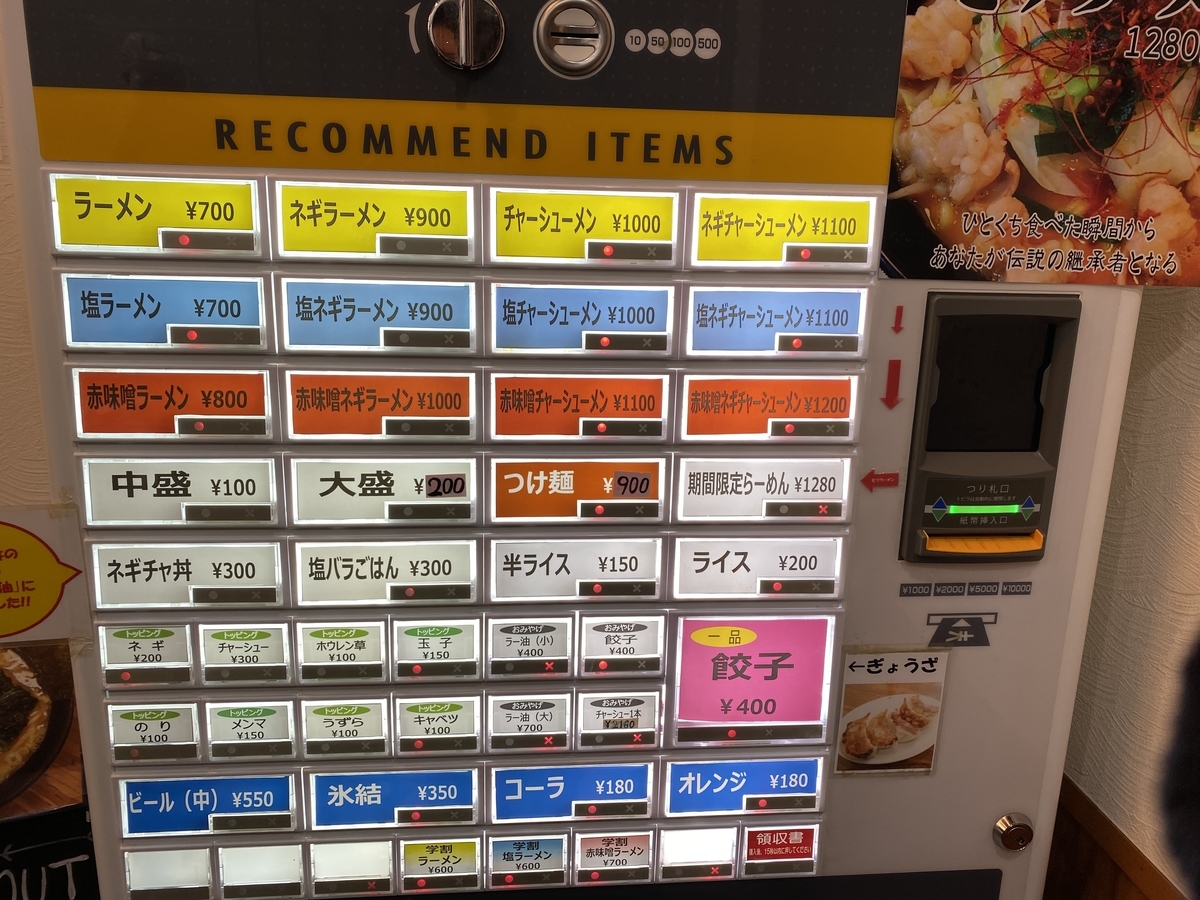 10 50 100 500
1280
RECOMMEND ITEMS
ラーメン ¥700
ネギラーメン ¥900
チャーシューメン ¥1000
ネギチャーシューメン ¥1100
ひとくち食べた瞬間から
あなたが伝説の継承者となる
塩ラーメン ¥700
塩ネギラーメン ¥900
塩チャーシューメン ¥1000
塩ネギチャーシューメン ¥1100
赤味噌ラーメン ¥800
赤味噌ネギラーメン ¥1000
赤味噌チャーシューメン ¥1100
赤味噌ネギチャーシューメン ¥1200
中盛 ¥100
大盛 ¥200
つけ麺 ¥900
期間限定らーめん ¥1280
つり札口
紙幣挿入口
ネギチャ丼 ¥300
塩バラごはん ¥300
半ライス ¥150
ライス ¥200
¥1000 ¥2000 ¥5000 ¥10000
トッピング
ネギ
¥200
トッピング
チャーシュー
¥300
トッピング
ホウレン草
¥100
トッピング
玉子
¥150
おみやげ
ラー油(小)
¥400
おみやげ
餃子
¥400
一品
餃子
¥400
←ぎょうざ
トッピング
のり
¥100
トッピング
メンマ
¥150
トッピング
うずら
¥100
トッピング
キャベツ
¥100
おみやげ
ラー油(大)
¥700
おみやげ
チャーシュー1本
¥2160
ビール(中) ¥550
氷結 ¥350
コーラ ¥180
オレンジ ¥180
学割
ラーメン
¥600
学割
塩ラーメン
¥600
学割
赤味噌ラーメン
¥700
領収書
油」に
した!!
OUT